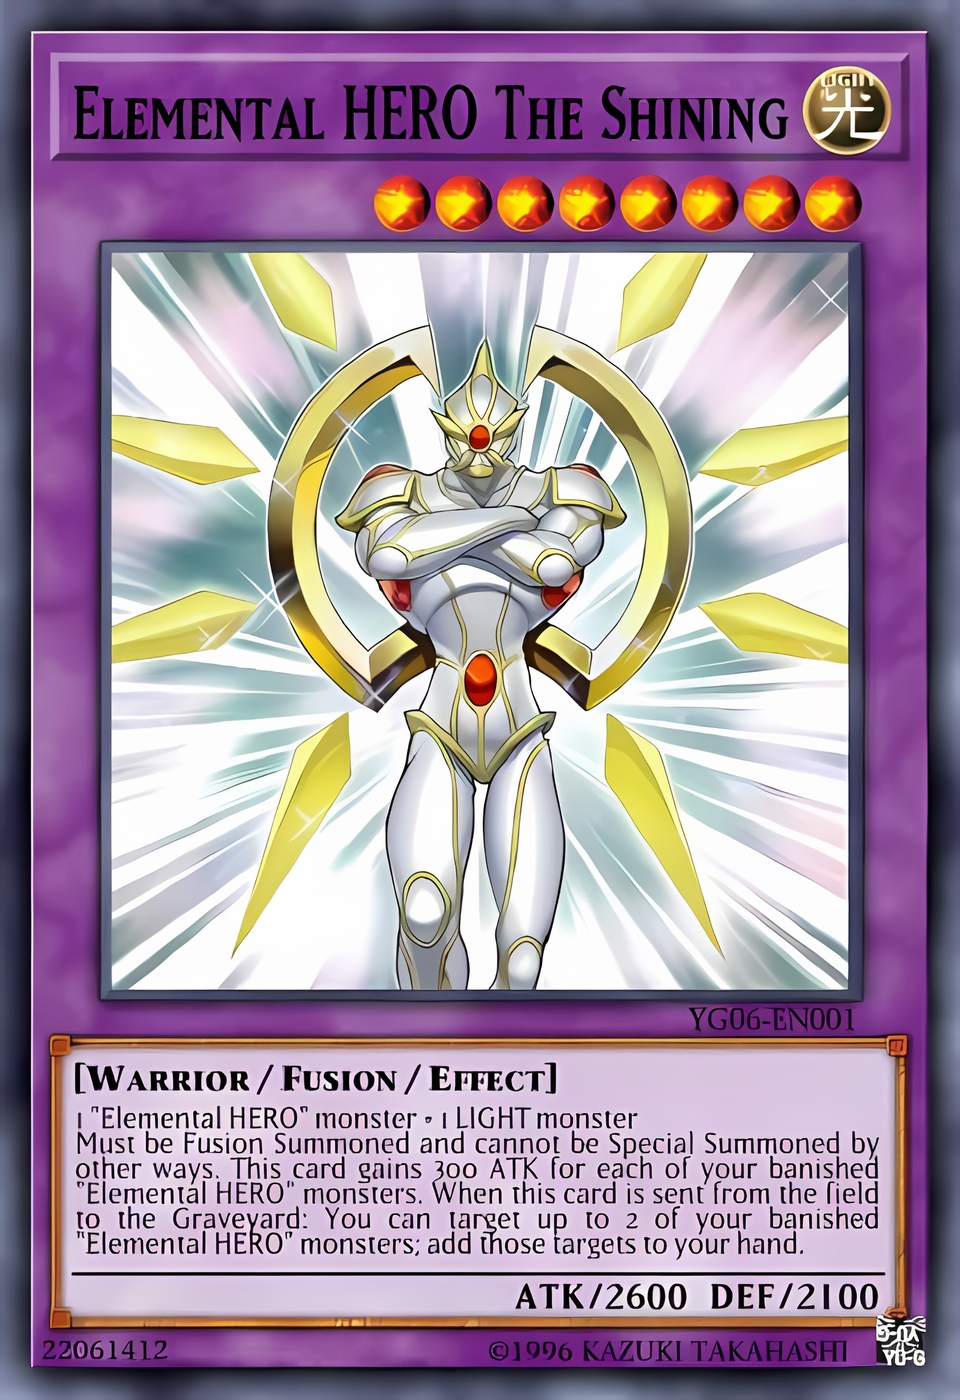 Elemental HERO The Shining
光
YG06-EN001
[Warrior / Fusion / Effect]
1 "Elemental HERO" monster + 1 LIGHT monster
Must be Fusion Summoned and cannot be Special Summoned by
other ways. This card gains 300 ATK for each of your banished
"Elemental HERO" monsters. When this card is sent from the field
to the Graveyard: You can target up to 2 of your banished
"Elemental HERO" monsters; add those targets to your hand.
ATK/2600 DEF/2100
22061412
©1996 KAZUKI TAKAHASHI